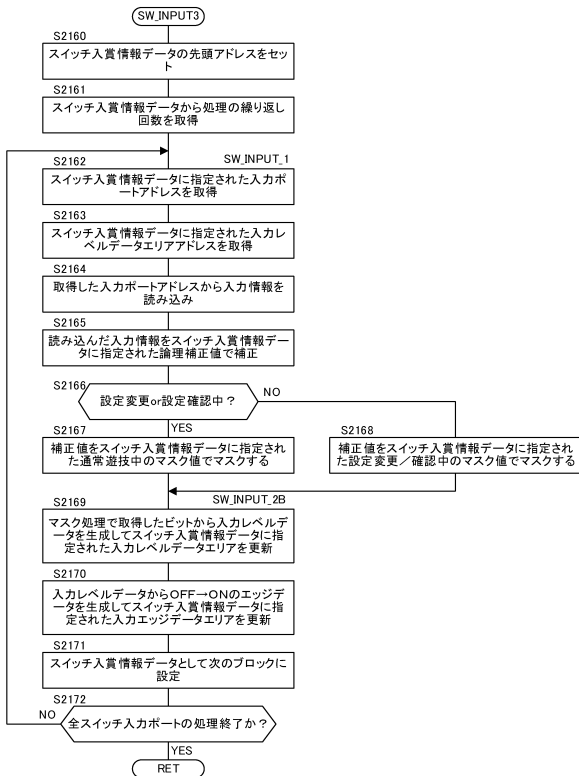 SW_INPUT3
S2160
スイッチ入賞情報データの先頭アドレスをセッ
ト
S2161
スイッチ入賞情報データから処理の繰り返し
回数を取得
SW_INPUT_1
S2162
スイッチ入賞情報データに指定された入力ポ
ートアドレスを取得
S2163
スイッチ入賞情報データに指定された入力レ
ベルデータエリアアドレスを取得
S2164
取得した入力ポートアドレスから入力情報を
読み込み
S2165
読み込んだ入力情報をスイッチ入賞情報デー
タに指定された論理補正値で補正
S2166
設定変更or設定確認中？
NO
YES
S2167
補正値をスイッチ入賞情報データに指定され
た通常遊技中のマスク値でマスクする
S2168
補正値をスイッチ入賞情報データに指定され
た設定変更／確認中のマスク値でマスクする
SW_INPUT_2B
S2169
マスク処理で取得したビットから入力レベルデ
ータを生成してスイッチ入賞情報データに指
定された入力レベルデータエリアを更新
S2170
入力レベルデータからOFF→ONのエッジデ
ータを生成してスイッチ入賞情報データに指
定された入力エッジデータエリアを更新
S2171
スイッチ入賞情報データとして次のブロックに
設定
S2172
NO
全スイッチ入力ポートの処理終了か？
YES
RET